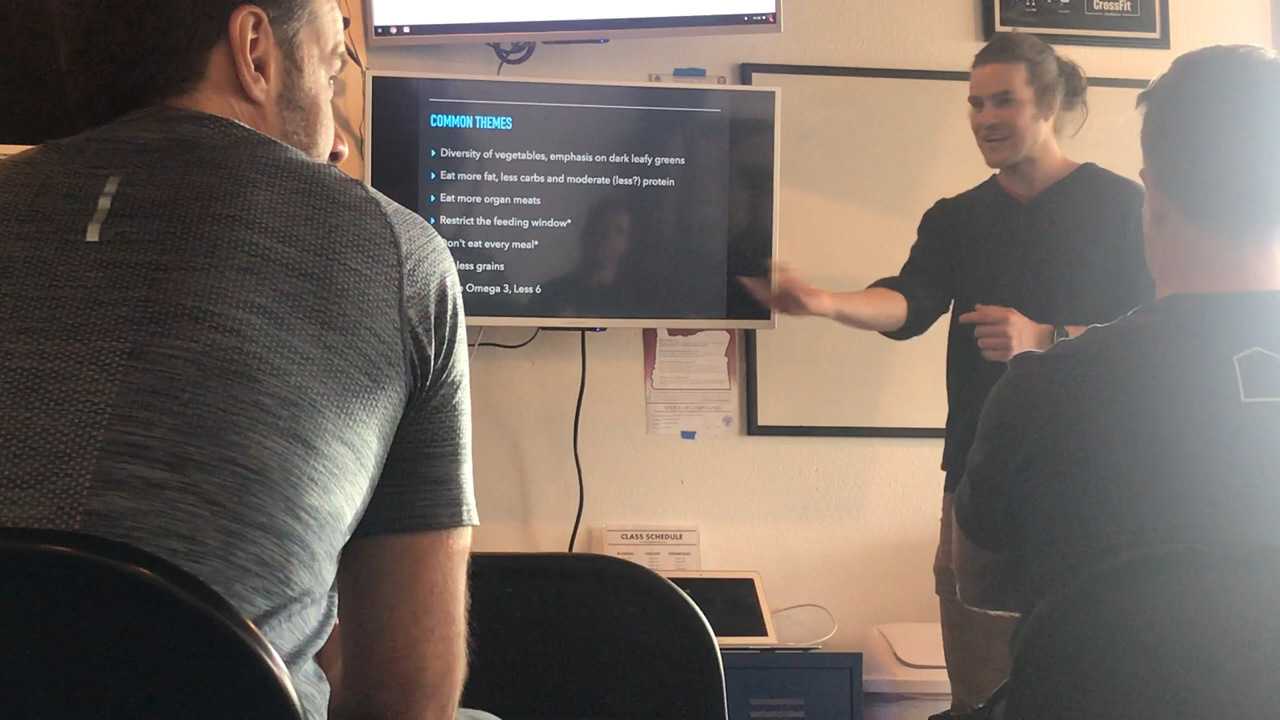 CrossFit
COMMON THEMES
Diversity of vegetables, emphasis on dark leafy greens
Eat more fat, less carbs and moderate (less?) protein
Eat more organ meats
Restrict the feeding window*
on't eat every meal*
less grains
Omega 3, Less 6
CLASS SCHEDULE